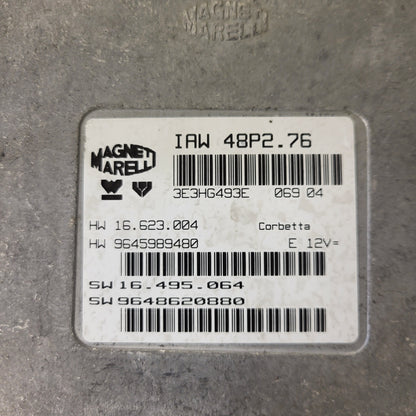 MAGNETI
MARELLI
MAGNETI
MARELLI
IAW 48P2.76
3E3HG493E 069 04
HW 16.623.004 Corbetta
HW 9645989480 E 12V=
SW 16.495.064
SW 9648620880